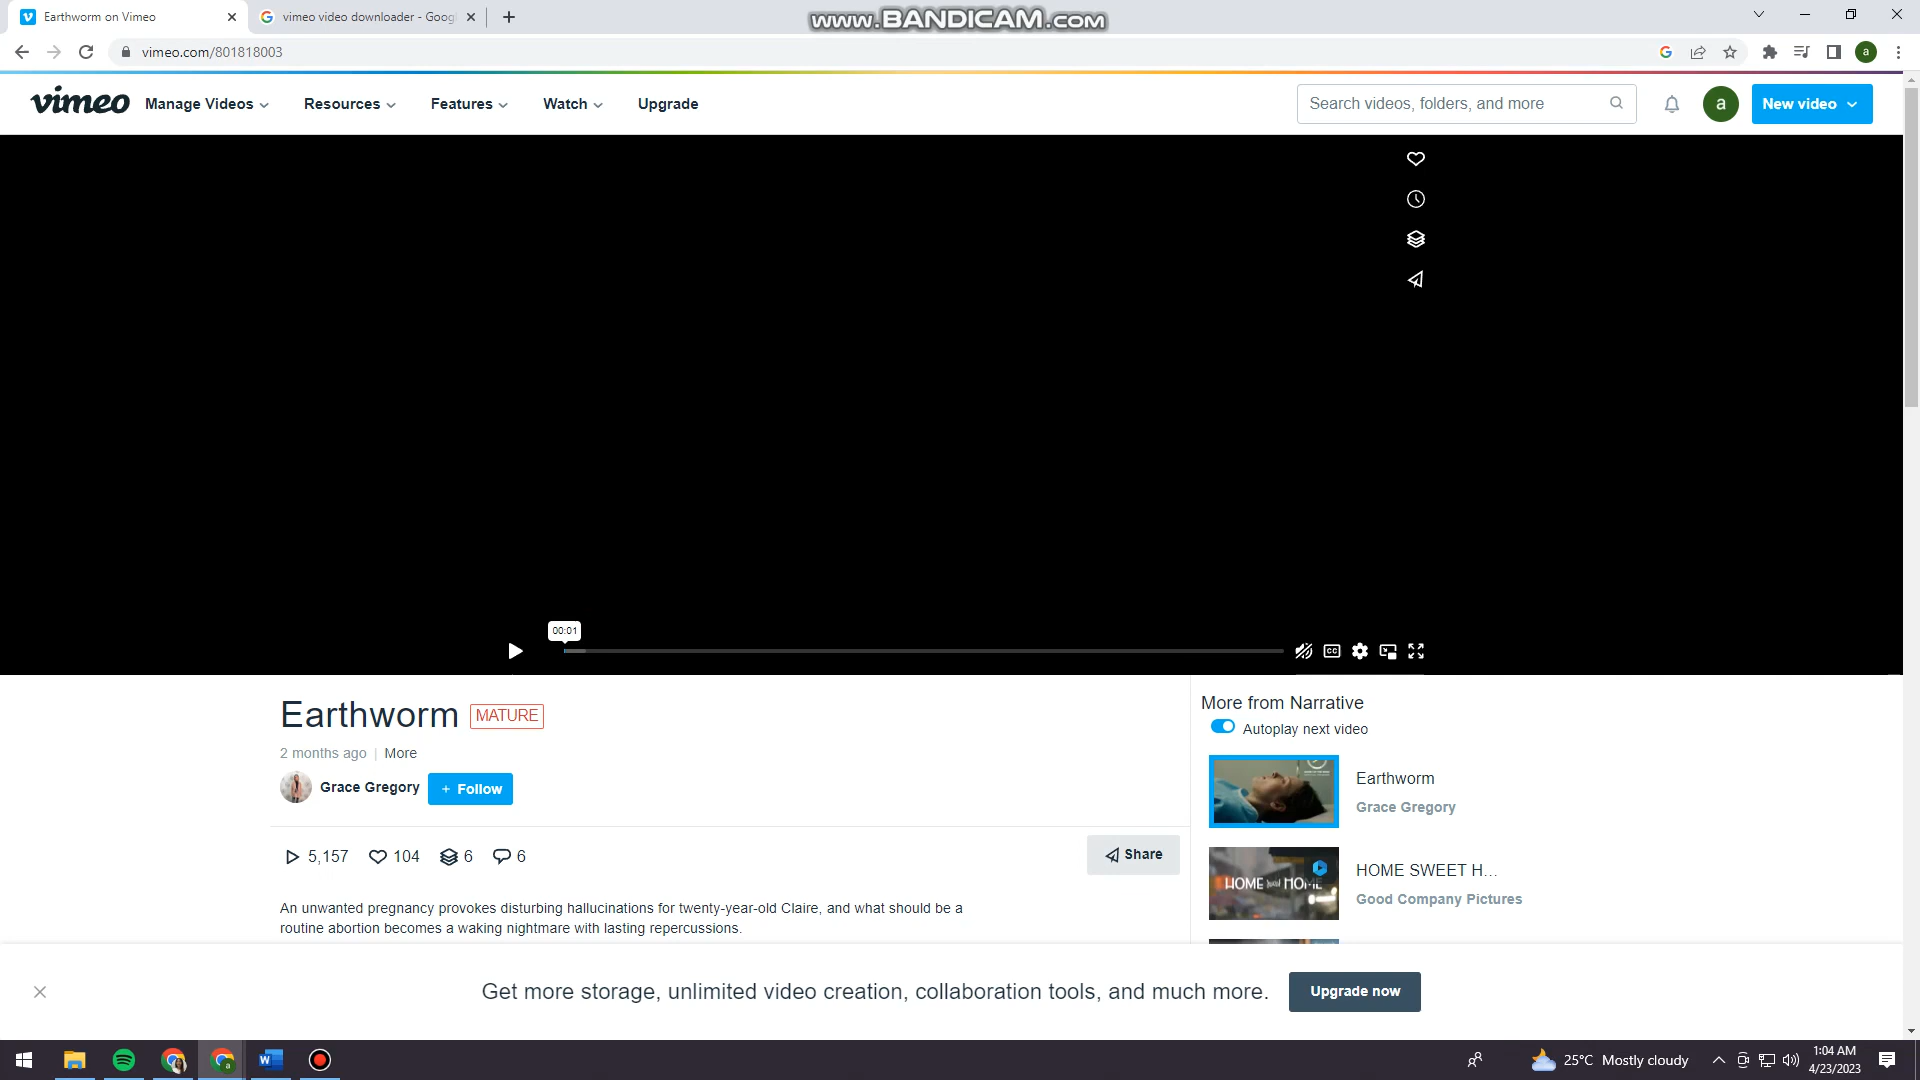 Earthworm on Vimeo
vimeo video downloader - Goog
www.BANDICAM.com
vimeo.com/801818003
a
vimeo
Manage Videos
Resources
Features
Watch
Upgrade
Search videos, folders, and more
a
New video
00:01
CC
Earthworm
MATURE
2 months ago | More
Grace Gregory
+ Follow
5,157
104
6
6
Share
An unwanted pregnancy provokes disturbing hallucinations for twenty-year-old Claire, and what should be a
routine abortion becomes a waking nightmare with lasting repercussions.
More from Narrative
Autoplay next video
Earthworm
Grace Gregory
HOME sweet HOME
HOME SWEET H...
Good Company Pictures
Get more storage, unlimited video creation, collaboration tools, and much more.
Upgrade now
25°C Mostly cloudy
1:04 AM
4/23/2023